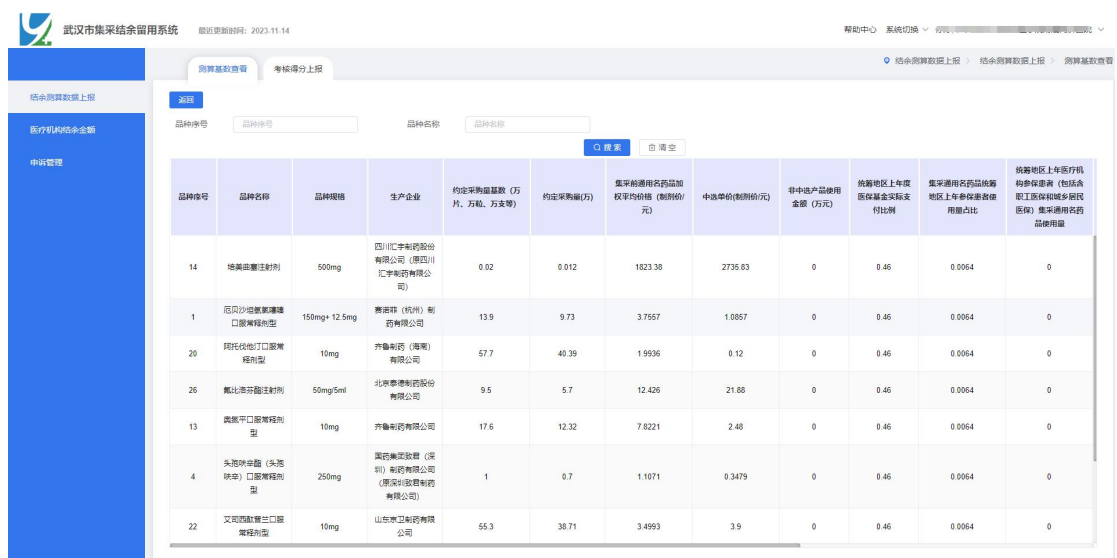 武汉市集采结余留用系统
最近更新时间: 2023-11-14
帮助中心 系统切换
测算基数查看 考核得分上报
结余测算数据上报 > 结余测算数据上报 > 测算基数查看
结余测算数据上报
医疗机构结余金额
申诉管理
返回
品种序号 品种序号 品种名称 品种名称
搜索 清空
品种序号 品种名称 品种规格 生产企业 约定采购量基数（万片、万粒、万支等） 约定采购量(万) 集采前通用名药品加权平均价格（制剂价/元） 中选单价(制剂价/元) 非中选产品使用金额（万元） 统筹地区上年度医保基金实际支付比例 集采通用名药品统筹地区上年参保患者使用量占比 统筹地区上年医疗机构参保患者（包括含职工医保和城乡居民医保）集采通用名药品使用量
14 培美曲塞注射剂 500mg 四川汇宇制药股份有限公司（原四川汇宇制药有限公司） 0.02 0.012 1823.38 2735.83 0 0.46 0.0064 0
1 厄贝沙坦氢氯噻嗪口服常释剂型 150mg+ 12.5mg 赛诺菲（杭州）制药有限公司 13.9 9.73 3.7557 1.0857 0 0.46 0.0064 0
20 阿托伐他汀口服常释剂型 10mg 齐鲁制药（海南）有限公司 57.7 40.39 1.9936 0.12 0 0.46 0.0064 0
26 氟比洛芬酯注射剂 50mg/5ml 北京泰德制药股份有限公司 9.5 5.7 12.426 21.88 0 0.46 0.0064 0
13 奥氮平口服常释剂型 10mg 齐鲁制药有限公司 17.6 12.32 7.8221 2.48 0 0.46 0.0064 0
4 头孢呋辛酯（头孢呋辛）口服常释剂型 250mg 国药集团致君（深圳）制药有限公司（原深圳致君制药有限公司） 1 0.7 1.1071 0.3479 0 0.46 0.0064 0
22 艾司西酞普兰口服常释剂型 10mg 山东京卫制药有限公司 55.3 38.71 3.4993 3.9 0 0.46 0.0064 0